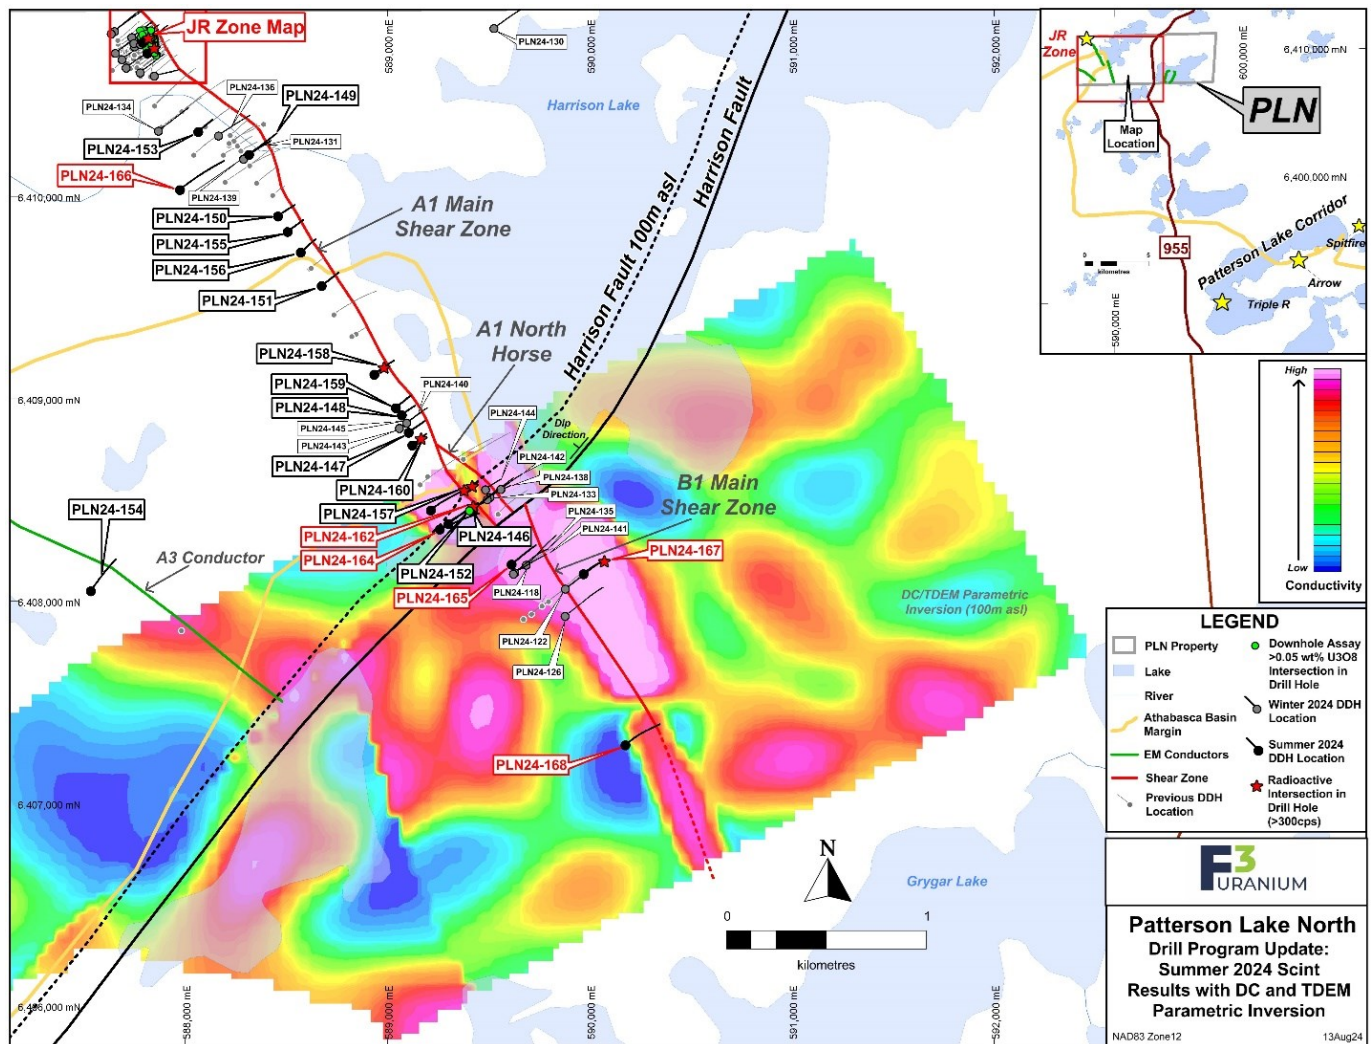 JR Zone Map
PLN24-130
589,000 mE
590,000 mE
591,000 mE
592,000 mE
Harrison Lake
PLN24-136
PLN24-134
PLN24-149
PLN24-153
PLN24-131
PLN24-166
PLN24-139
6,410,000 mN
PLN24-150
PLN24-155
PLN24-156
PLN24-151
A1 Main
Shear Zone
Harrison Fault 100m asl
Harrison Fault
A1 North
Horse
PLN24-158
PLN24-159
PLN24-148
PLN24-145
PLN24-143
PLN24-147
PLN24-160
PLN24-140
6,409,000 mN
PLN24-144
Dip
Direction
PLN24-142
PLN24-138
PLN24-133
PLN24-135
PLN24-141
B1 Main
Shear Zone
PLN24-157
PLN24-162
PLN24-164
PLN24-146
PLN24-152
PLN24-165
PLN24-118
PLN24-167
PLN24-154
A3 Conductor
6,408,000 mN
PLN24-122
PLN24-126
DC/TDEM Parametric
Inversion (100m asl)
PLN24-168
6,407,000 mN
6,406,000 mN
588,000 mE
589,000 mE
590,000 mE
591,000 mE
592,000 mE
N
0
1
kilometres
Grygar Lake
JR
Zone
600,000 mE
6,410,000 mN
PLN
Map
Location
6,400,000 mN
Patterson Lake Corridor
Spitfire
955
Arrow
Triple R
kilometres
590,000 mE
High
Low
Conductivity
LEGEND
PLN Property
Lake
River
Athabasca Basin
Margin
EM Conductors
Shear Zone
Previous DDH
Location
Downhole Assay
>0.05 wt% U3O8
Intersection in
Drill Hole
Winter 2024 DDH
Location
Summer 2024
DDH Location
Radioactive
Intersection in
Drill Hole
(>300cps)
F3
URANIUM
Patterson Lake North
Drill Program Update:
Summer 2024 Scint
Results with DC and TDEM
Parametric Inversion
NAD83 Zone12
13Aug24